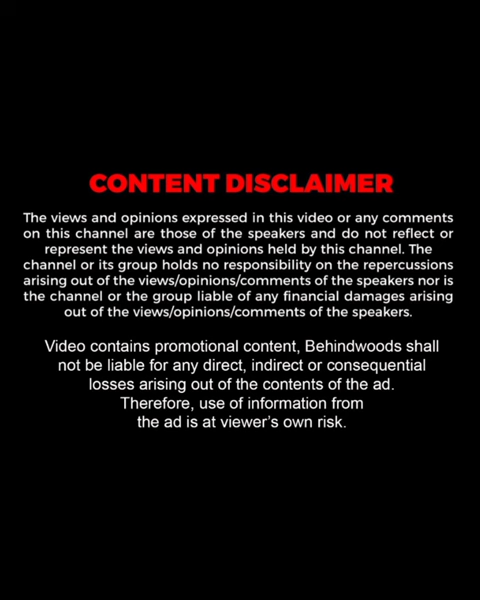 CONTENT DISCLAIMER
The views and opinions expressed in this video or any comments
on this channel are those of the speakers and do not reflect or
represent the views and opinions held by this channel. The
channel or its group holds no responsibility on the repercussions
arising out of the views/opinions/comments of the speakers nor is
the channel or the group liable of any financial damages arising
out of the views/opinions/comments of the speakers.
Video contains promotional content, Behindwoods shall
not be liable for any direct, indirect or consequential
losses arising out of the contents of the ad.
Therefore, use of information from
the ad is at viewer's own risk.